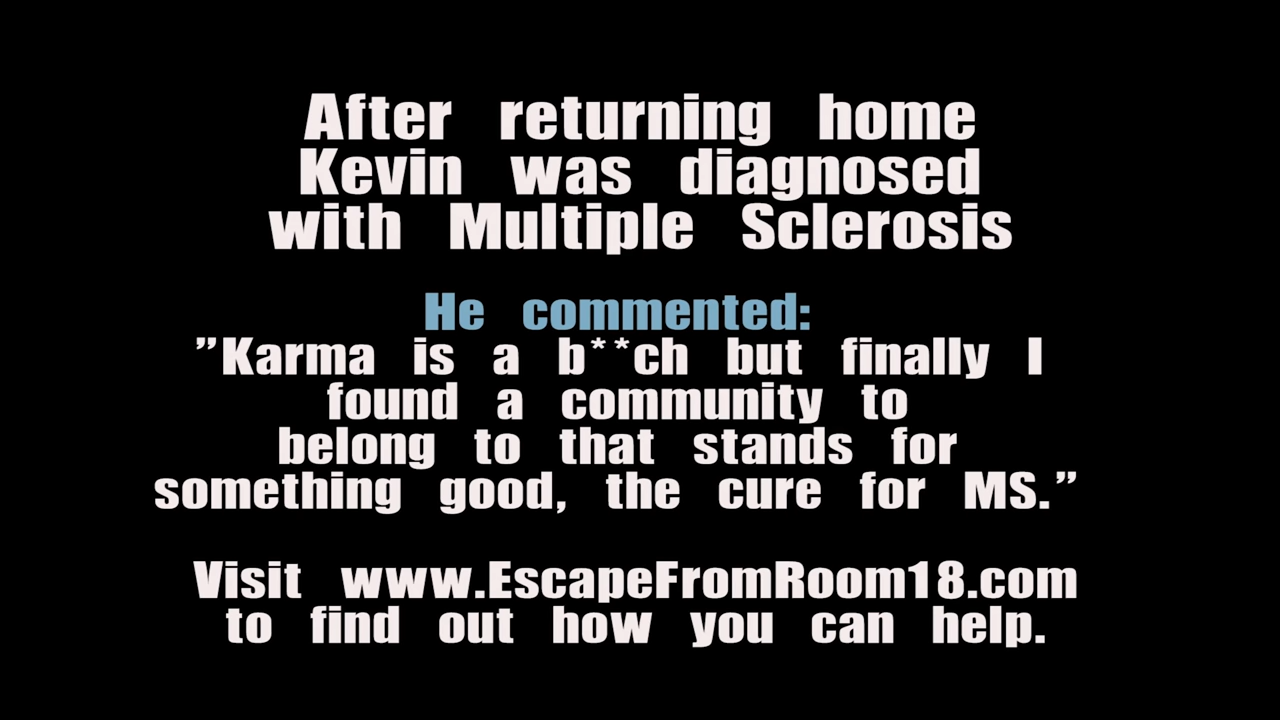 After returning home
Kevin was diagnosed
with Multiple Sclerosis
He commented:
”Karma is a b**ch but finally I
found a community to
belong to that stands for
something good, the cure for MS.”
Visit www.EscapeFromRoom18.com
to find out how you can help.